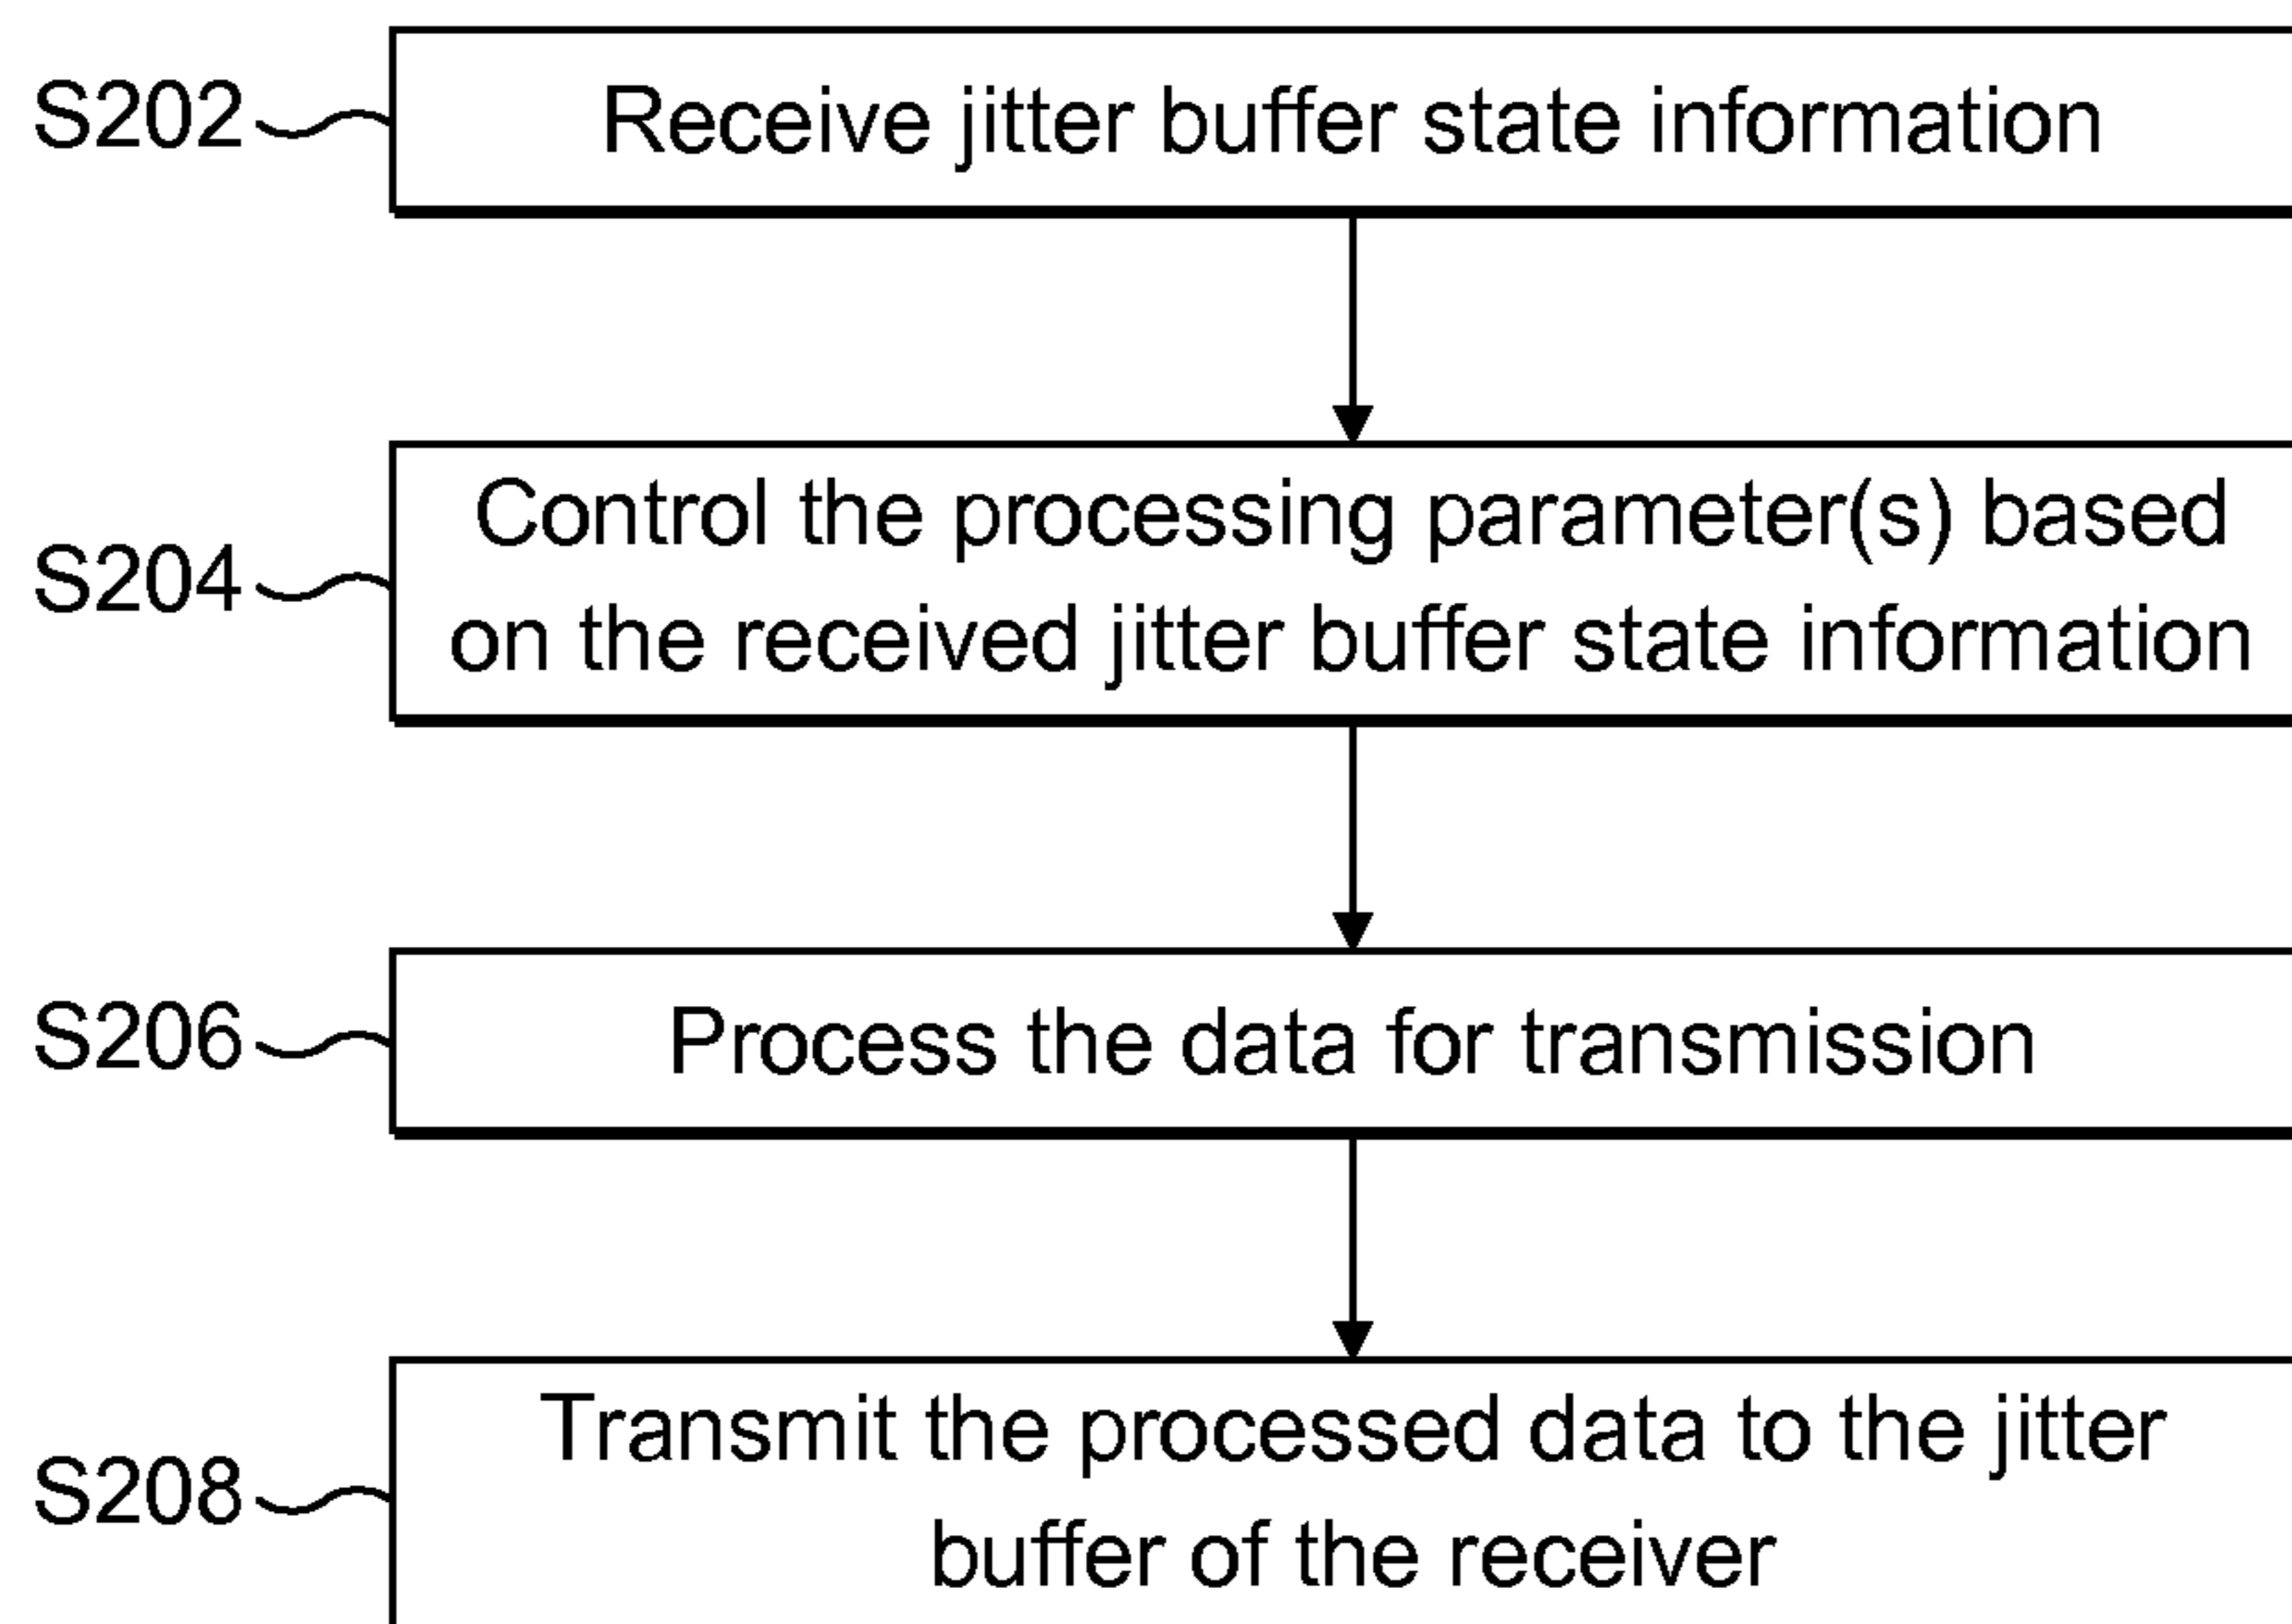 S202
Receive jitter buffer state information
S204
Control the processing parameter(s) based
on the received jitter buffer state information
S206
Process the data for transmission
S208
Transmit the processed data to the jitter
buffer of the receiver